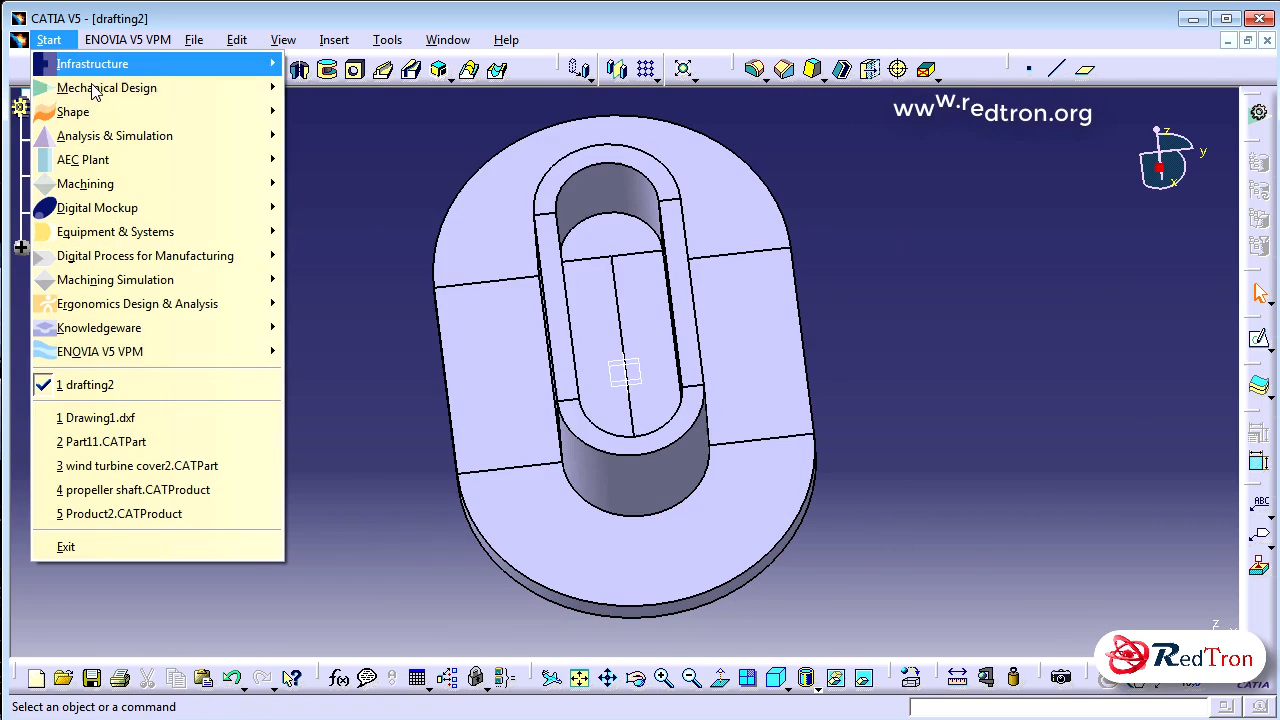 CATIA V5 - [drafting2]
Start ENOVIA V5 VPM File Edit View Insert Tools Window Help
Infrastructure
Mechanical Design
Shape
Analysis & Simulation
AEC Plant
Machining
Digital Mockup
Equipment & Systems
Digital Process for Manufacturing
Machining Simulation
Ergonomics Design & Analysis
Knowledgeware
ENOVIA V5 VPM
1 drafting2
1 Drawing1.dxf
2 Part11.CATPart
3 wind turbine cover2.CATPart
4 propeller shaft.CATProduct
5 Product2.CATProduct
Exit
www.redtron.org
z
y
x
ABC
z
f(x)
RedTron
CATIA
Select an object or a command